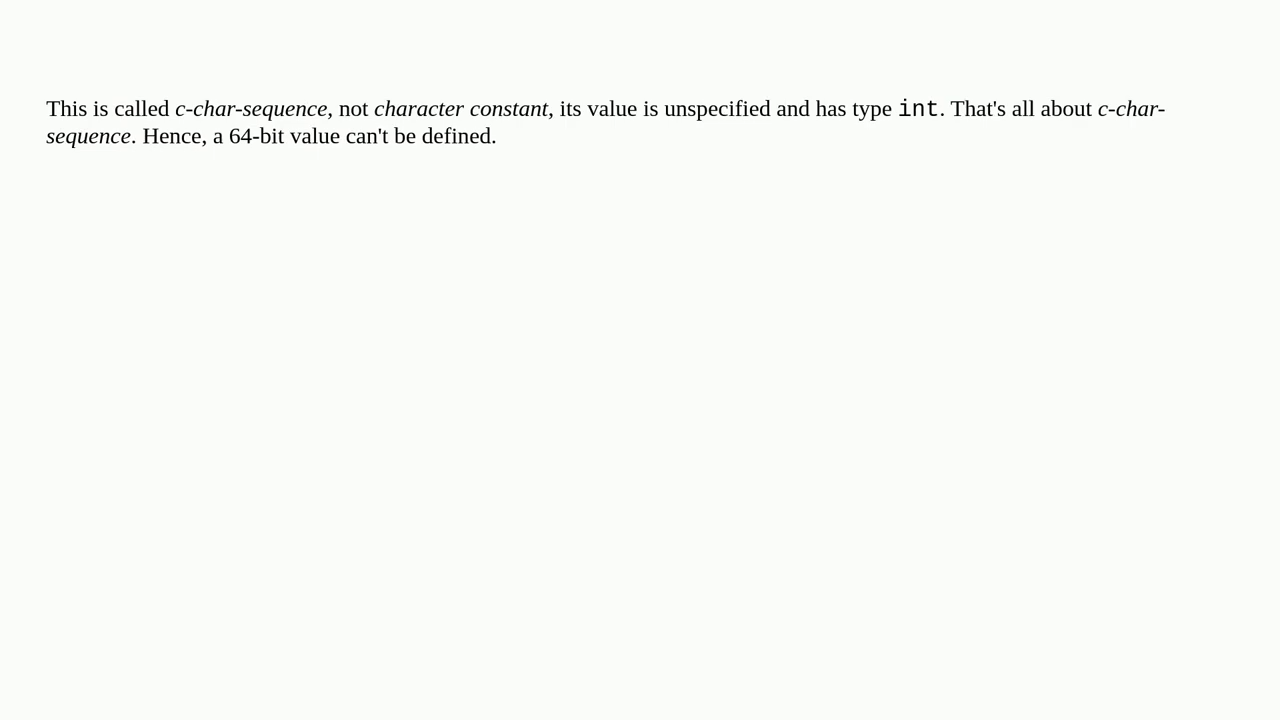 This is called c-char-sequence, not character constant, its value is unspecified and has type int. That's all about c-char-
sequence. Hence, a 64-bit value can't be defined.